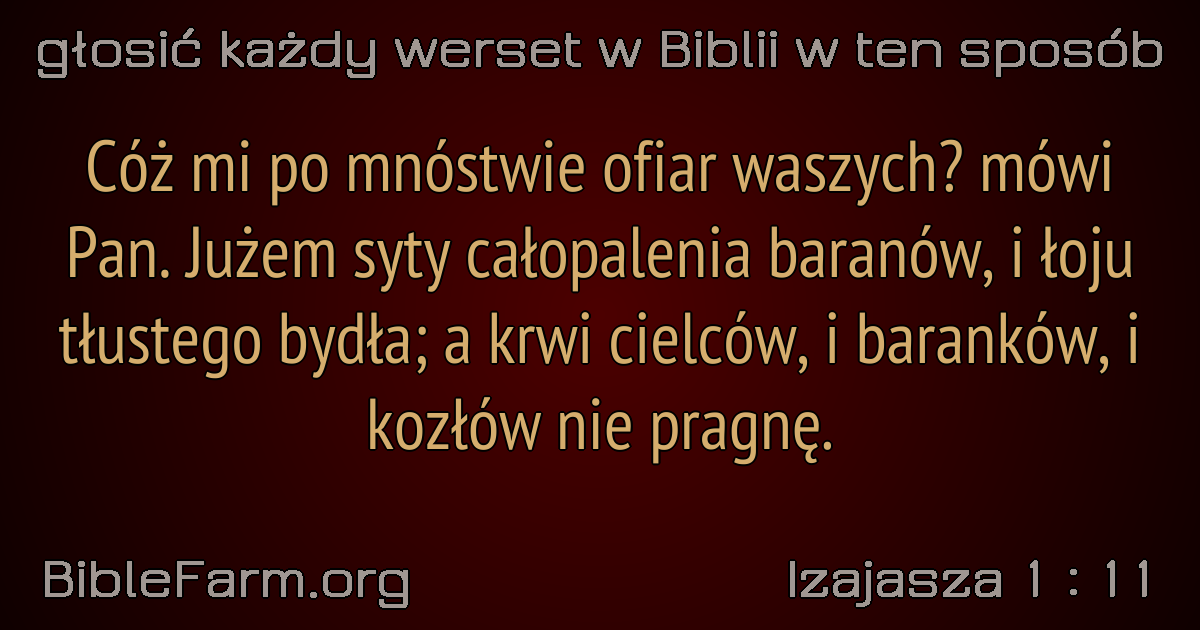 głosić każdy werset w Biblii w ten sposób
Cóż mi po mnóstwie ofiar waszych? mówi
Pan. Jużem syty całopalenia baranów, i łoju
tłustego bydła; a krwi cielców, i baranków, i
kozłów nie pragnę.
BibleFarm.org
Izajasza 1 : 11